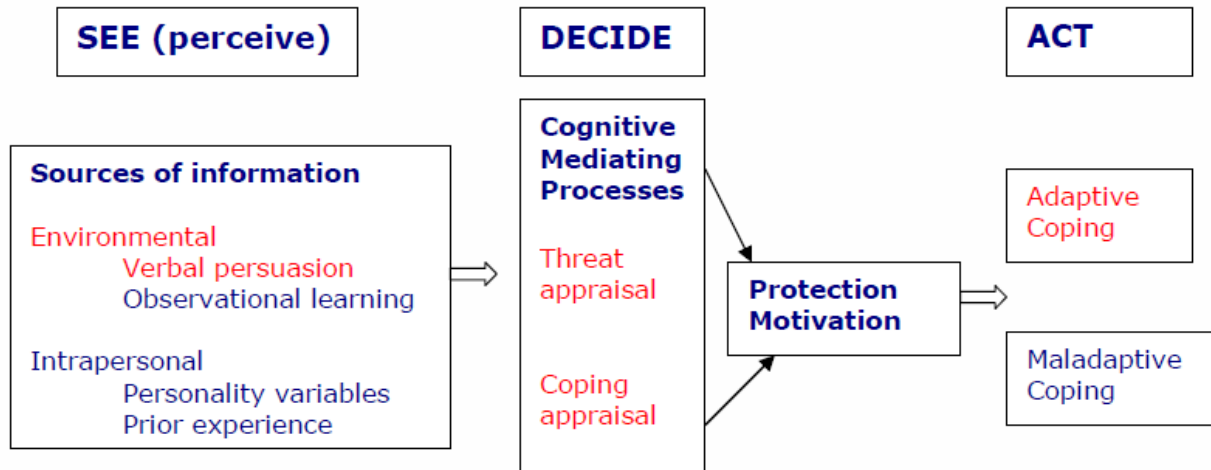 SEE (perceive)
DECIDE
ACT
Sources of information
Environmental
Verbal persuasion
Observational learning
Intrapersonal
Personality variables
Prior experience
Cognitive
Mediating
Processes
Threat
appraisal
Coping
appraisal
Protection
Motivation
Adaptive
Coping
Maladaptive
Coping